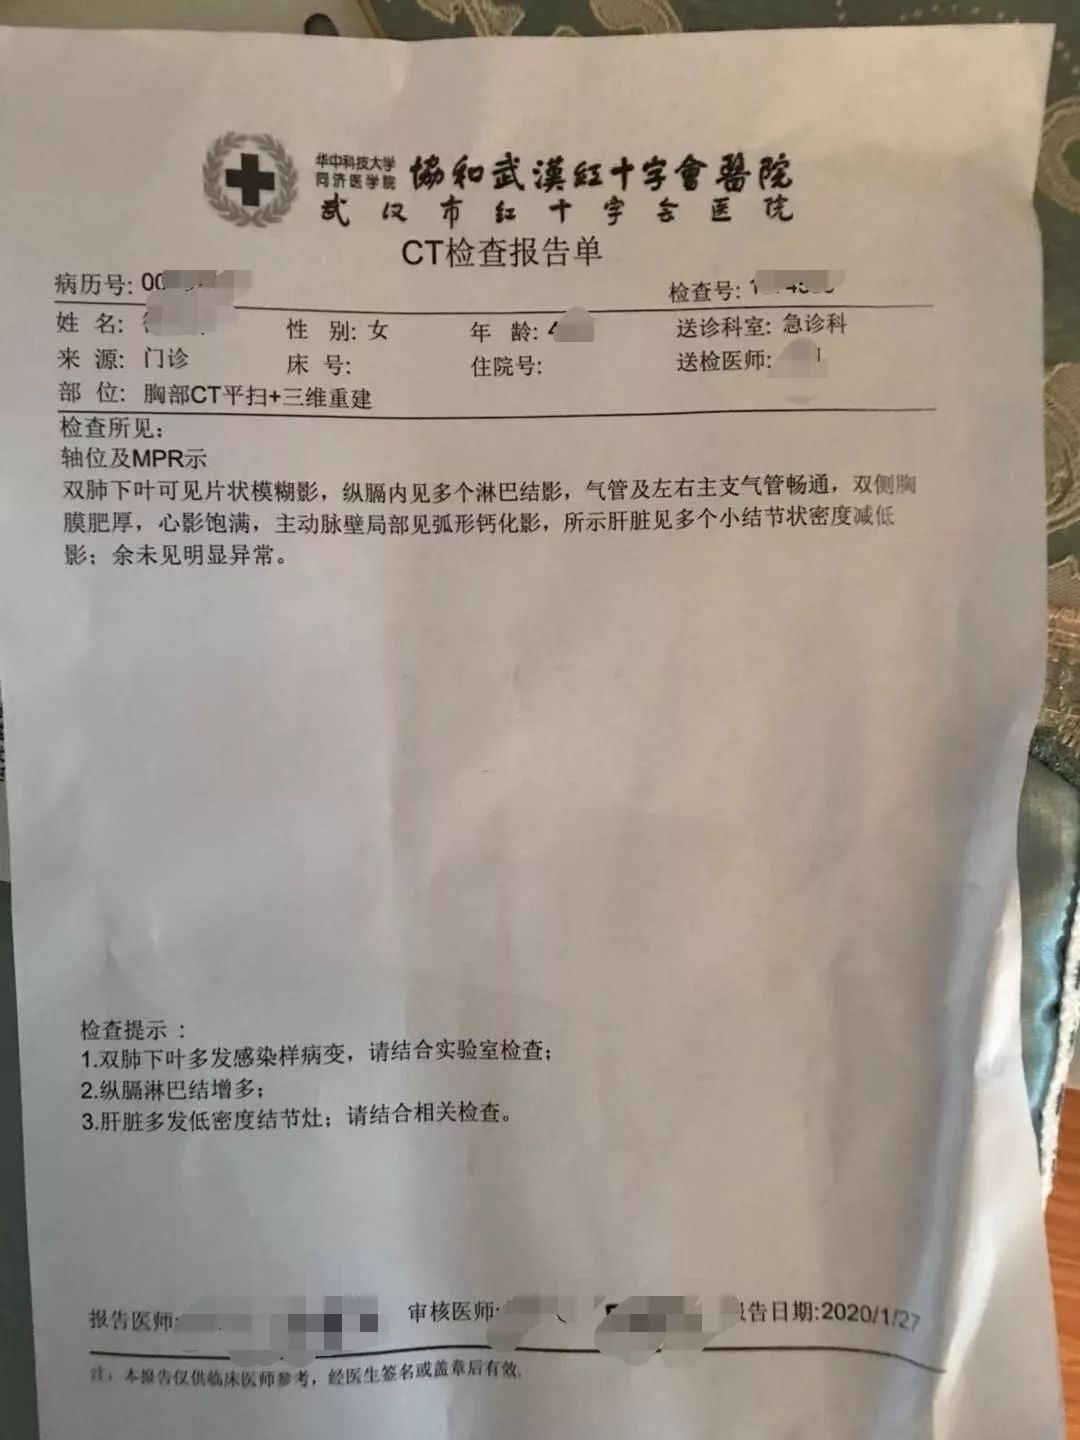 华中科技大学
同济医学院
協和武漢紅十字會醫院
武汉市红十字会医院
CT检查报告单
病历号: 00 检查号:
姓 名: 性 别: 女 年 龄: 4 送诊科室: 急诊科
来 源: 门诊 床 号: 住院号: 送检医师:
部 位: 胸部CT平扫+三维重建
检查所见:
轴位及MPR示
双肺下叶可见片状模糊影，纵膈内见多个淋巴结影，气管及左右主支气管畅通，双侧胸
膜肥厚，心影饱满，主动脉壁局部见弧形钙化影，所示肝脏见多个小结节状密度减低
影；余未见明显异常。
检查提示 :
1.双肺下叶多发感染样病变，请结合实验室检查；
2.纵膈淋巴结增多；
3.肝脏多发低密度结节灶；请结合相关检查。
报告医师: 审核医师: 报告日期:2020/1/27
注：本报告仅供临床医师参考，经医生签名或盖章后有效.